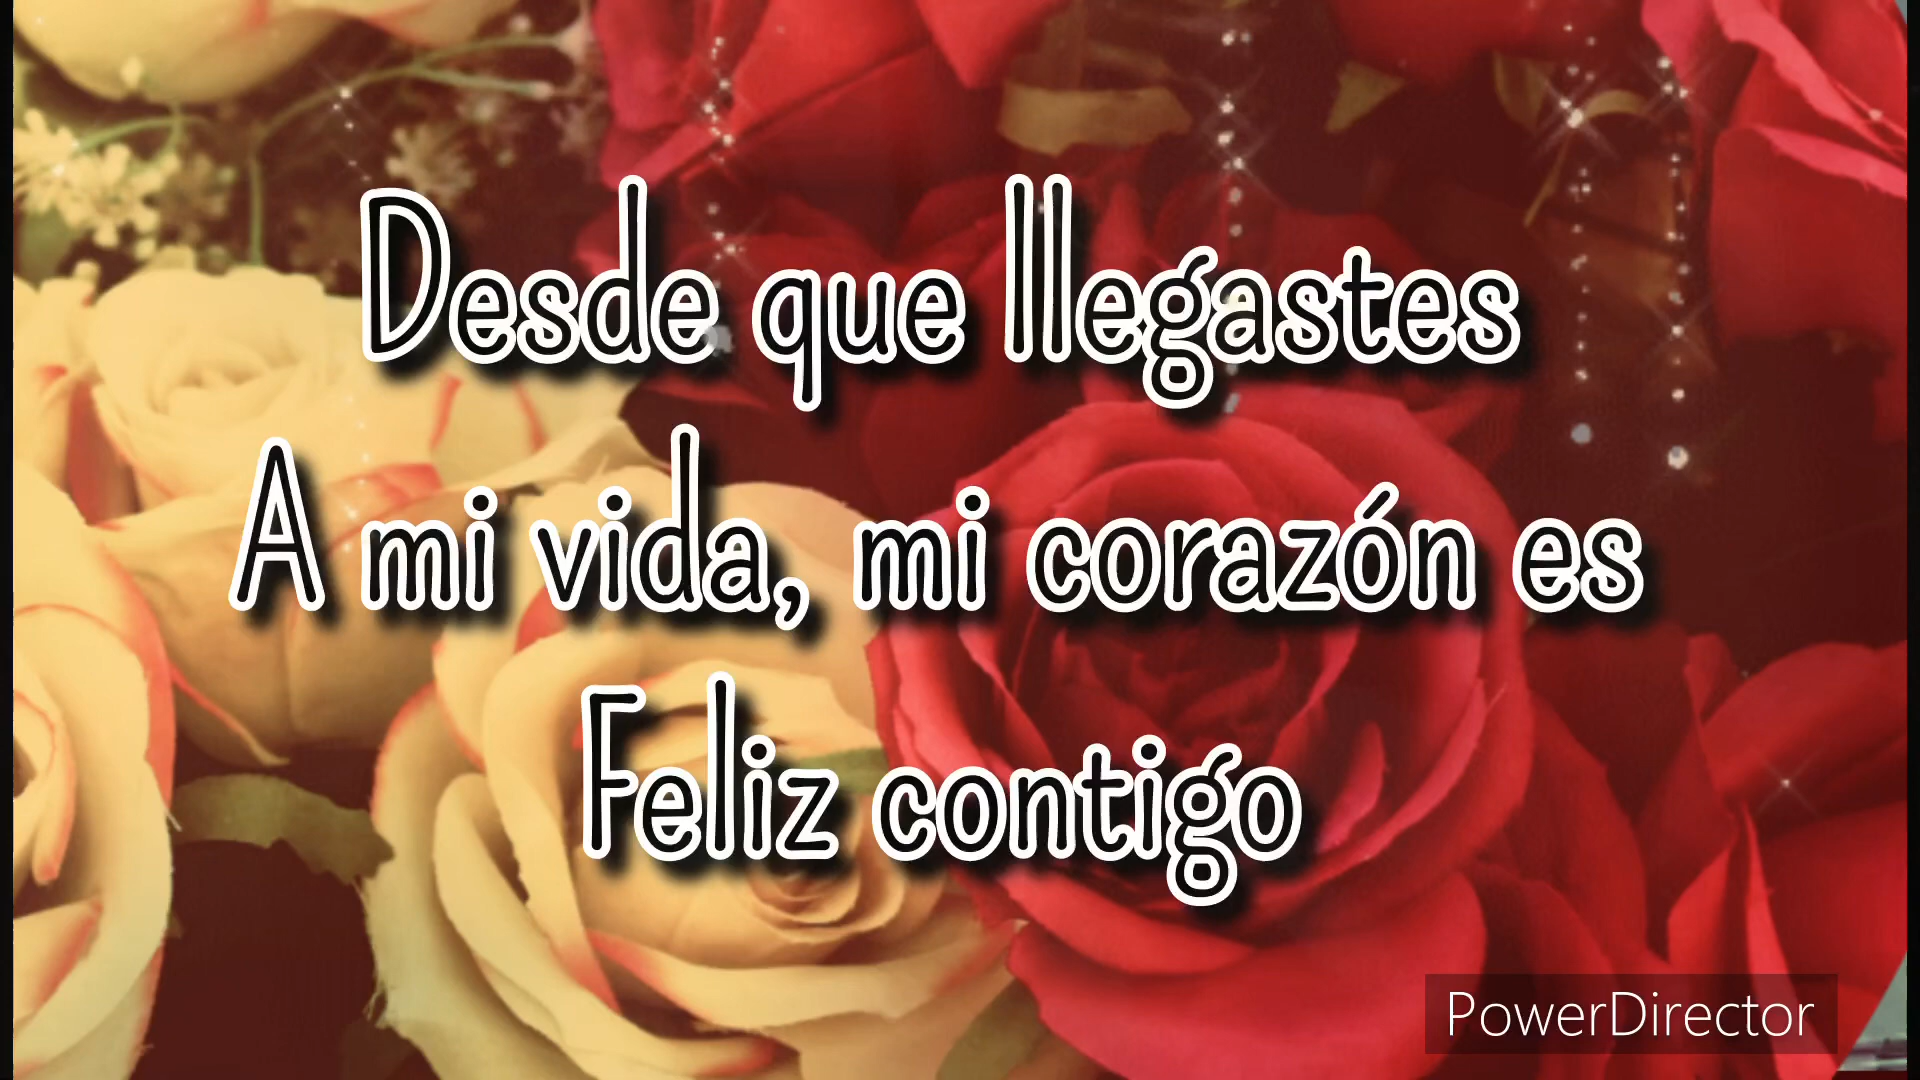 Desde que llegastes
A mi vida, mi corazón es
Feliz contigo
PowerDirector